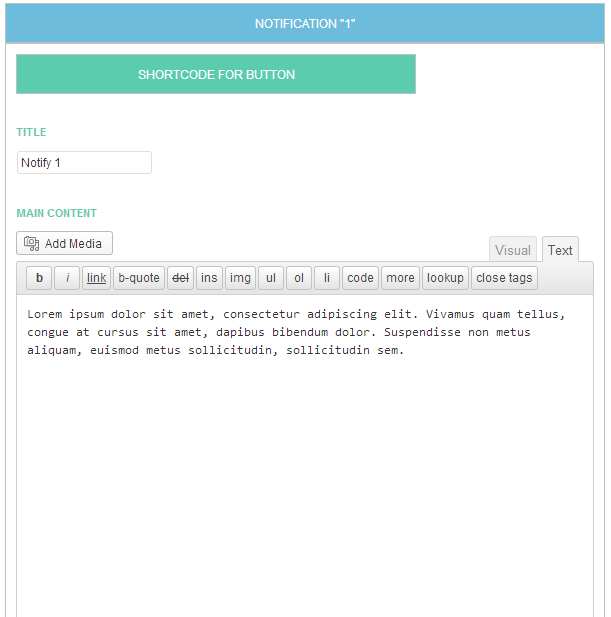 NOTIFICATION "1"
SHORTCODE FOR BUTTON
TITLE
Notify 1
MAIN CONTENT
Add Media
Visual Text
b i link b-quote del ins img ul ol li code more lookup close tags
Lorem ipsum dolor sit amet, consectetur adipiscing elit. Vivamus quam tellus,
congue at cursus sit amet, dapibus bibendum dolor. Suspendisse non metus
aliquam, euismod metus sollicitudin, sollicitudin sem.